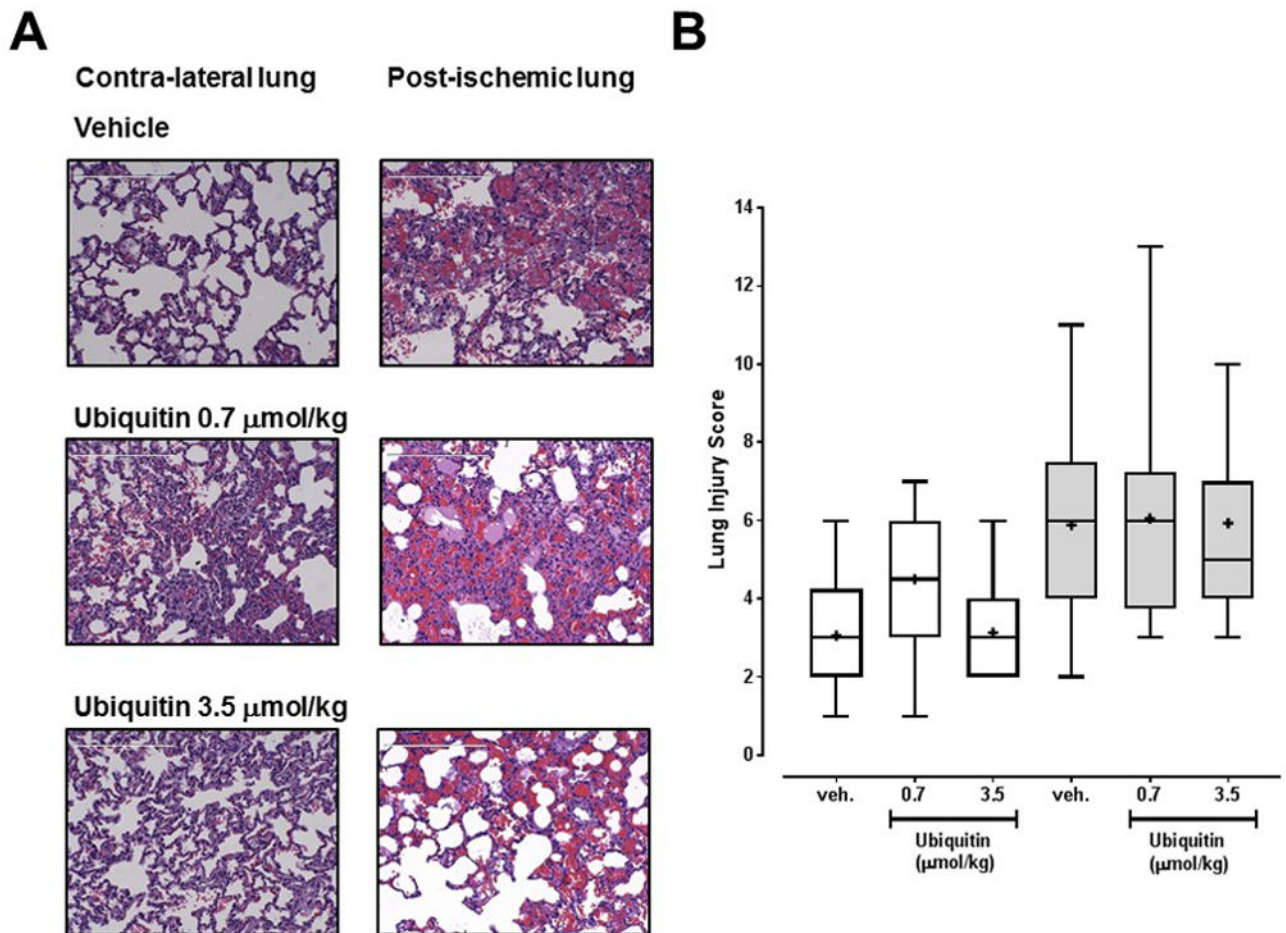 A
Contra-lateral lung
Post-ischemic lung
Vehicle
Ubiquitin 0.7 μmol/kg
Ubiquitin 3.5 μmol/kg
B
Lung Injury Score
14
12
10
8
6
4
2
0
veh. 0.7 3.5 veh. 0.7 3.5
Ubiquitin
(μmol/kg)
Ubiquitin
(μmol/kg)